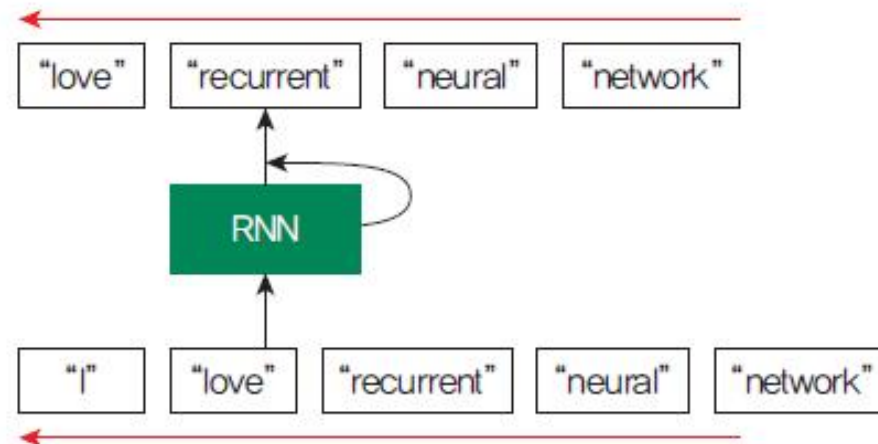 “love” “recurrent” “neural” “network”
RNN
“I” “love” “recurrent” “neural” “network”